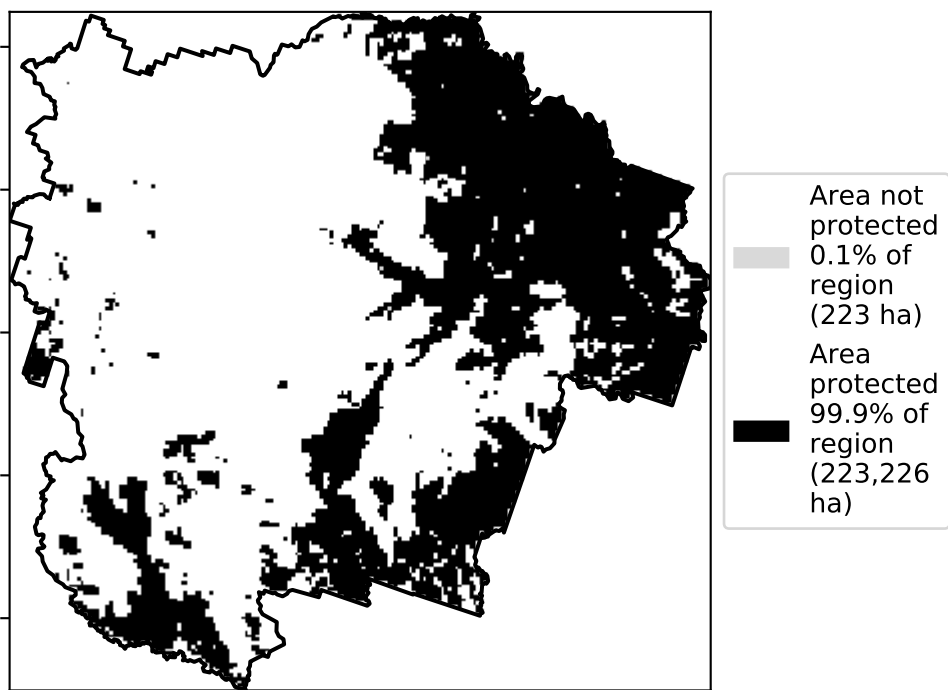 Area not
protected
0.1% of
region
(223 ha)
Area
protected
99.9% of
region
(223,226
ha)